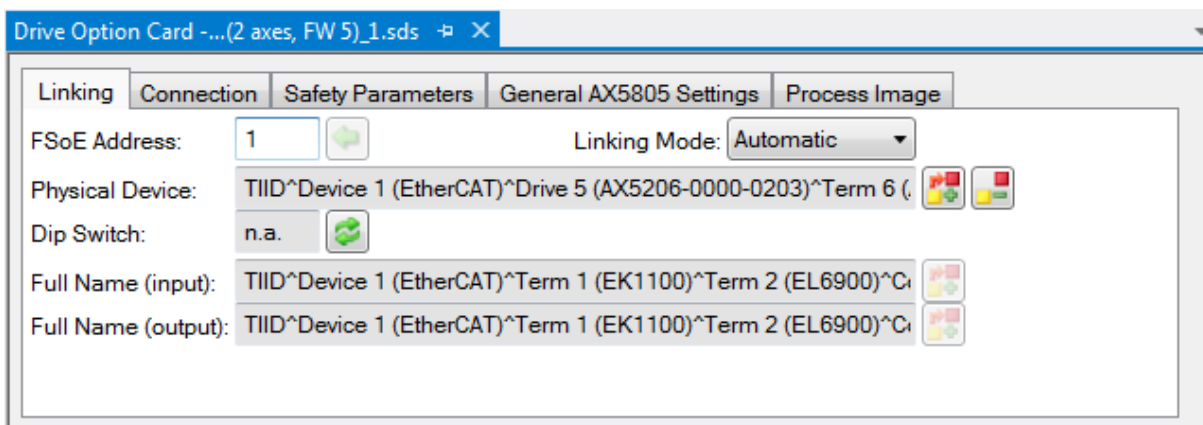 Drive Option Card -...(2 axes, FW 5)_1.sds
Linking Connection Safety Parameters General AX5805 Settings Process Image
FSoE Address: 1 Linking Mode: Automatic
Physical Device: TIID^Device 1 (EtherCAT)^Drive 5 (AX5206-0000-0203)^Term 6 (
Dip Switch: n.a.
Full Name (input): TIID^Device 1 (EtherCAT)^Term 1 (EK1100)^Term 2 (EL6900)^C
Full Name (output): TIID^Device 1 (EtherCAT)^Term 1 (EK1100)^Term 2 (EL6900)^C